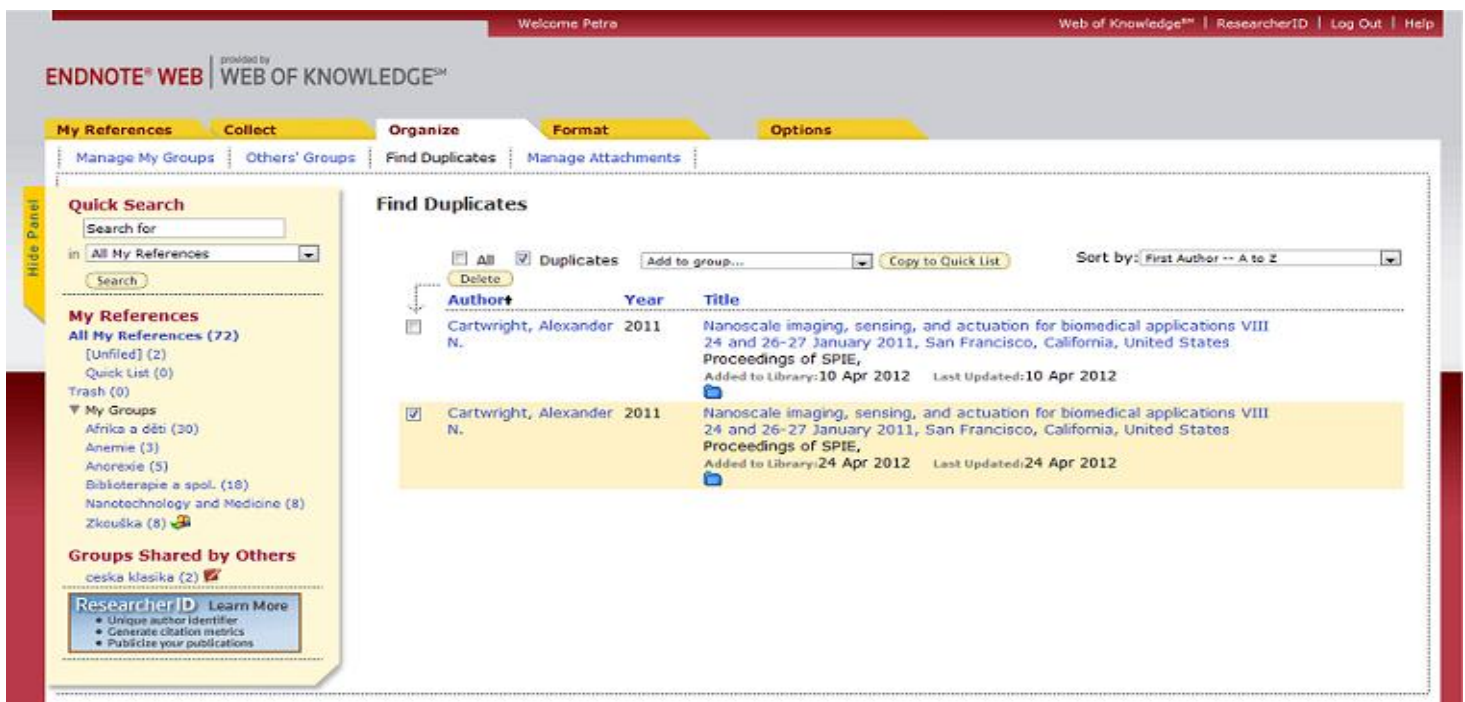 Welcome Petra
Web of Knowledge℠ | ResearcherID | Log Out | Help
ENDNOTE® WEB | provided by WEB OF KNOWLEDGE℠
My References Collect Organize Format Options
Manage My Groups Others' Groups Find Duplicates Manage Attachments
Hide Panel
Quick Search
Search for
in All My References
Search
My References
All My References (72)
[Unfiled] (2)
Quick List (0)
Trash (0)
▼ My Groups
Afrika a děti (30)
Anemie (3)
Anorexie (5)
Biblioterapie a spol. (18)
Nanotechnology and Medicine (8)
Zkouška (8)
Groups Shared by Others
ceska klasika (2)
ResearcherID Learn More
• Unique author identifier
• Generate citation metrics
• Publicize your publications
Find Duplicates
All Duplicates Add to group... Copy to Quick List Sort by: First Author -- A to Z
Delete
Author Year Title
Cartwright, Alexander 2011 Nanoscale imaging, sensing, and actuation for biomedical applications VIII
N. 24 and 26-27 January 2011, San Francisco, California, United States
Proceedings of SPIE,
Added to Library:10 Apr 2012 Last Updated:10 Apr 2012
Cartwright, Alexander 2011 Nanoscale imaging, sensing, and actuation for biomedical applications VIII
N. 24 and 26-27 January 2011, San Francisco, California, United States
Proceedings of SPIE,
Added to Library:24 Apr 2012 Last Updated:24 Apr 2012